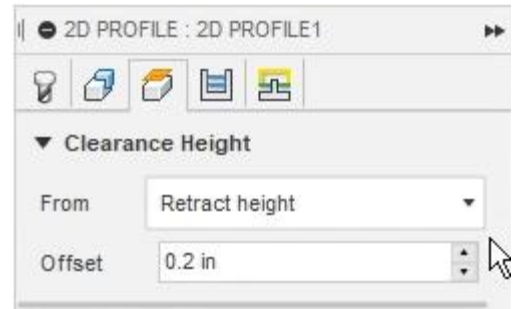 2D PROFILE : 2D PROFILE1
Clearance Height
From Retract height
Offset 0.2 in